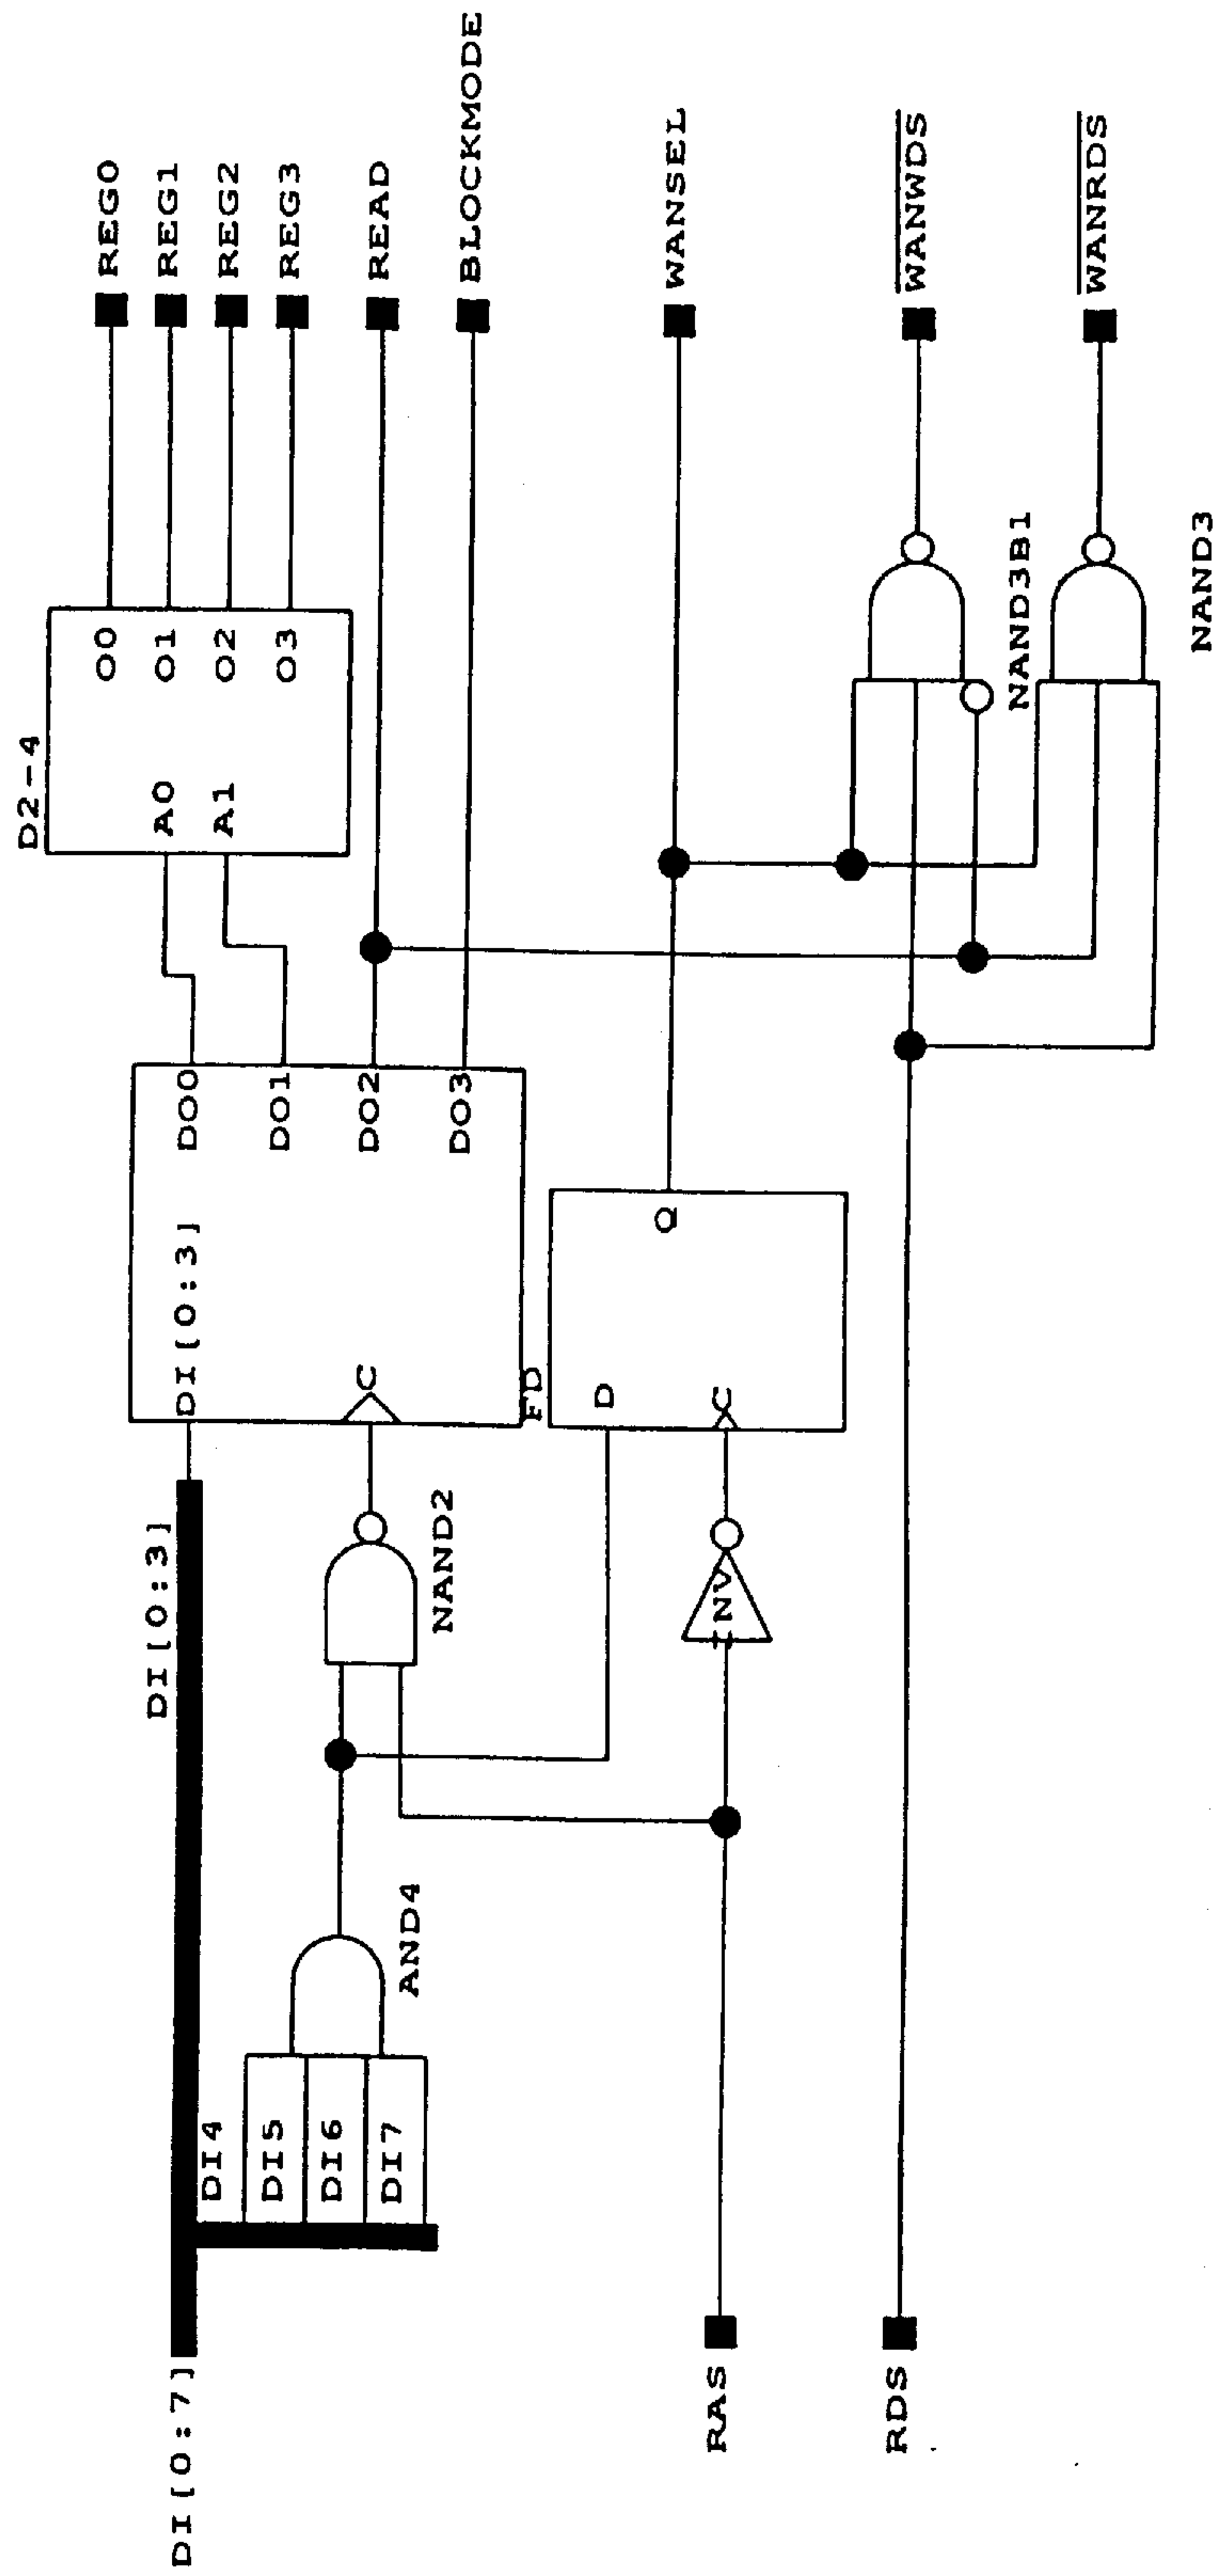 DI[0:7]
DI[0:3]
DI4
DI5
DI6
DI7
AND4
NAND2
DI[0:3]
C
DO0
DO1
DO2
DO3
D2-4
A0
A1
O0
O1
O2
O3
REG0
REG1
REG2
REG3
READ
BLOCKMODE
FD
D
C
Q
INV
RAS
RDS
WANSEL
NAND3B1
WANWDS
NAND3
WANRDS